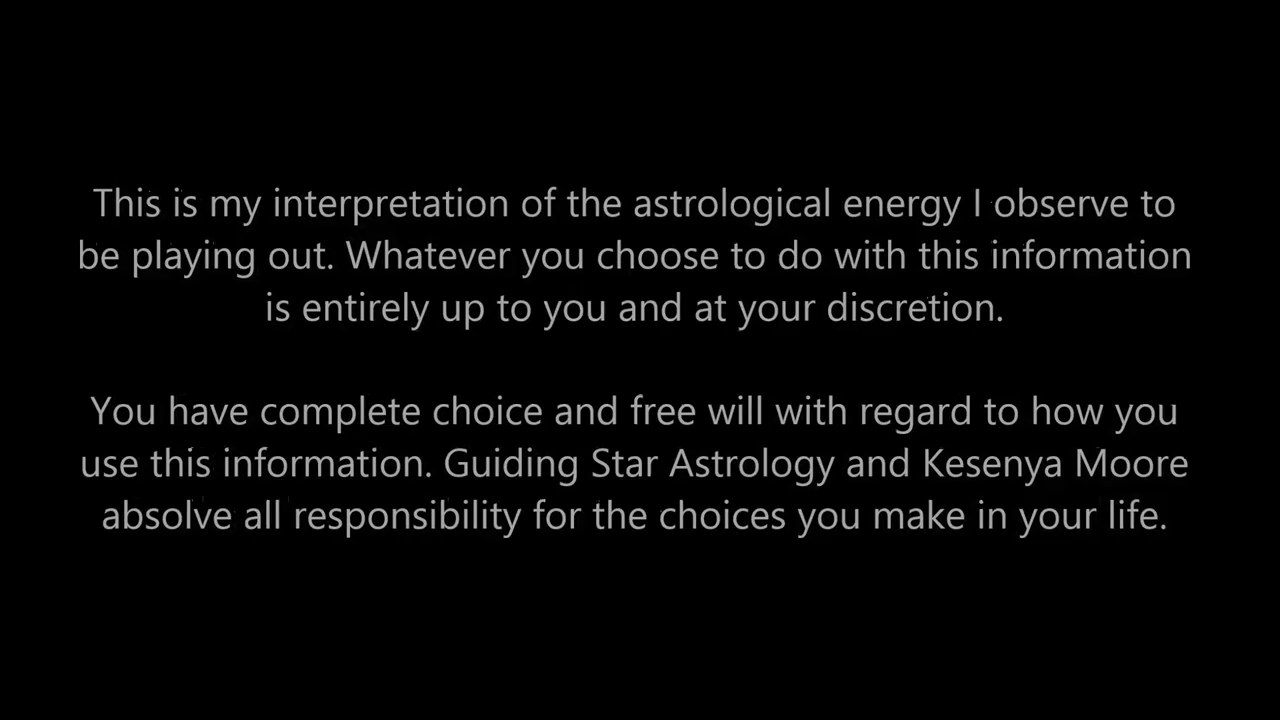 This is my interpretation of the astrological energy I observe to
be playing out. Whatever you choose to do with this information
is entirely up to you and at your discretion.
You have complete choice and free will with regard to how you
use this information. Guiding Star Astrology and Kesenya Moore
absolve all responsibility for the choices you make in your life.